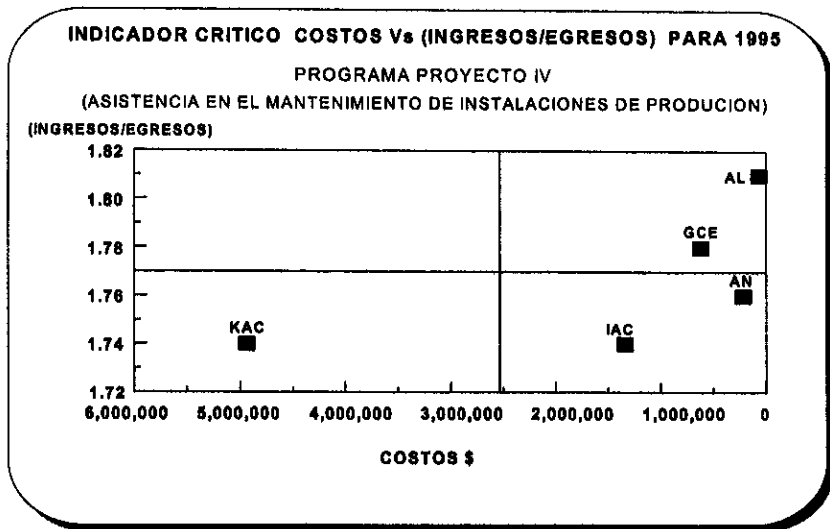 INDICADOR CRITICO COSTOS Vs (INGRESOS/EGRESOS) PARA 1995
PROGRAMA PROYECTO IV
(ASISTENCIA EN EL MANTENIMIENTO DE INSTALACIONES DE PRODUCION)
(INGRESOS/EGRESOS)
1.82
AL
1.80
GCE
1.78
AN
1.76
KAC
IAC
1.74
1.72
6,000,000 5,000,000 4,000,000 3,000,000 2,000,000 1,000,000 0
COSTOS $